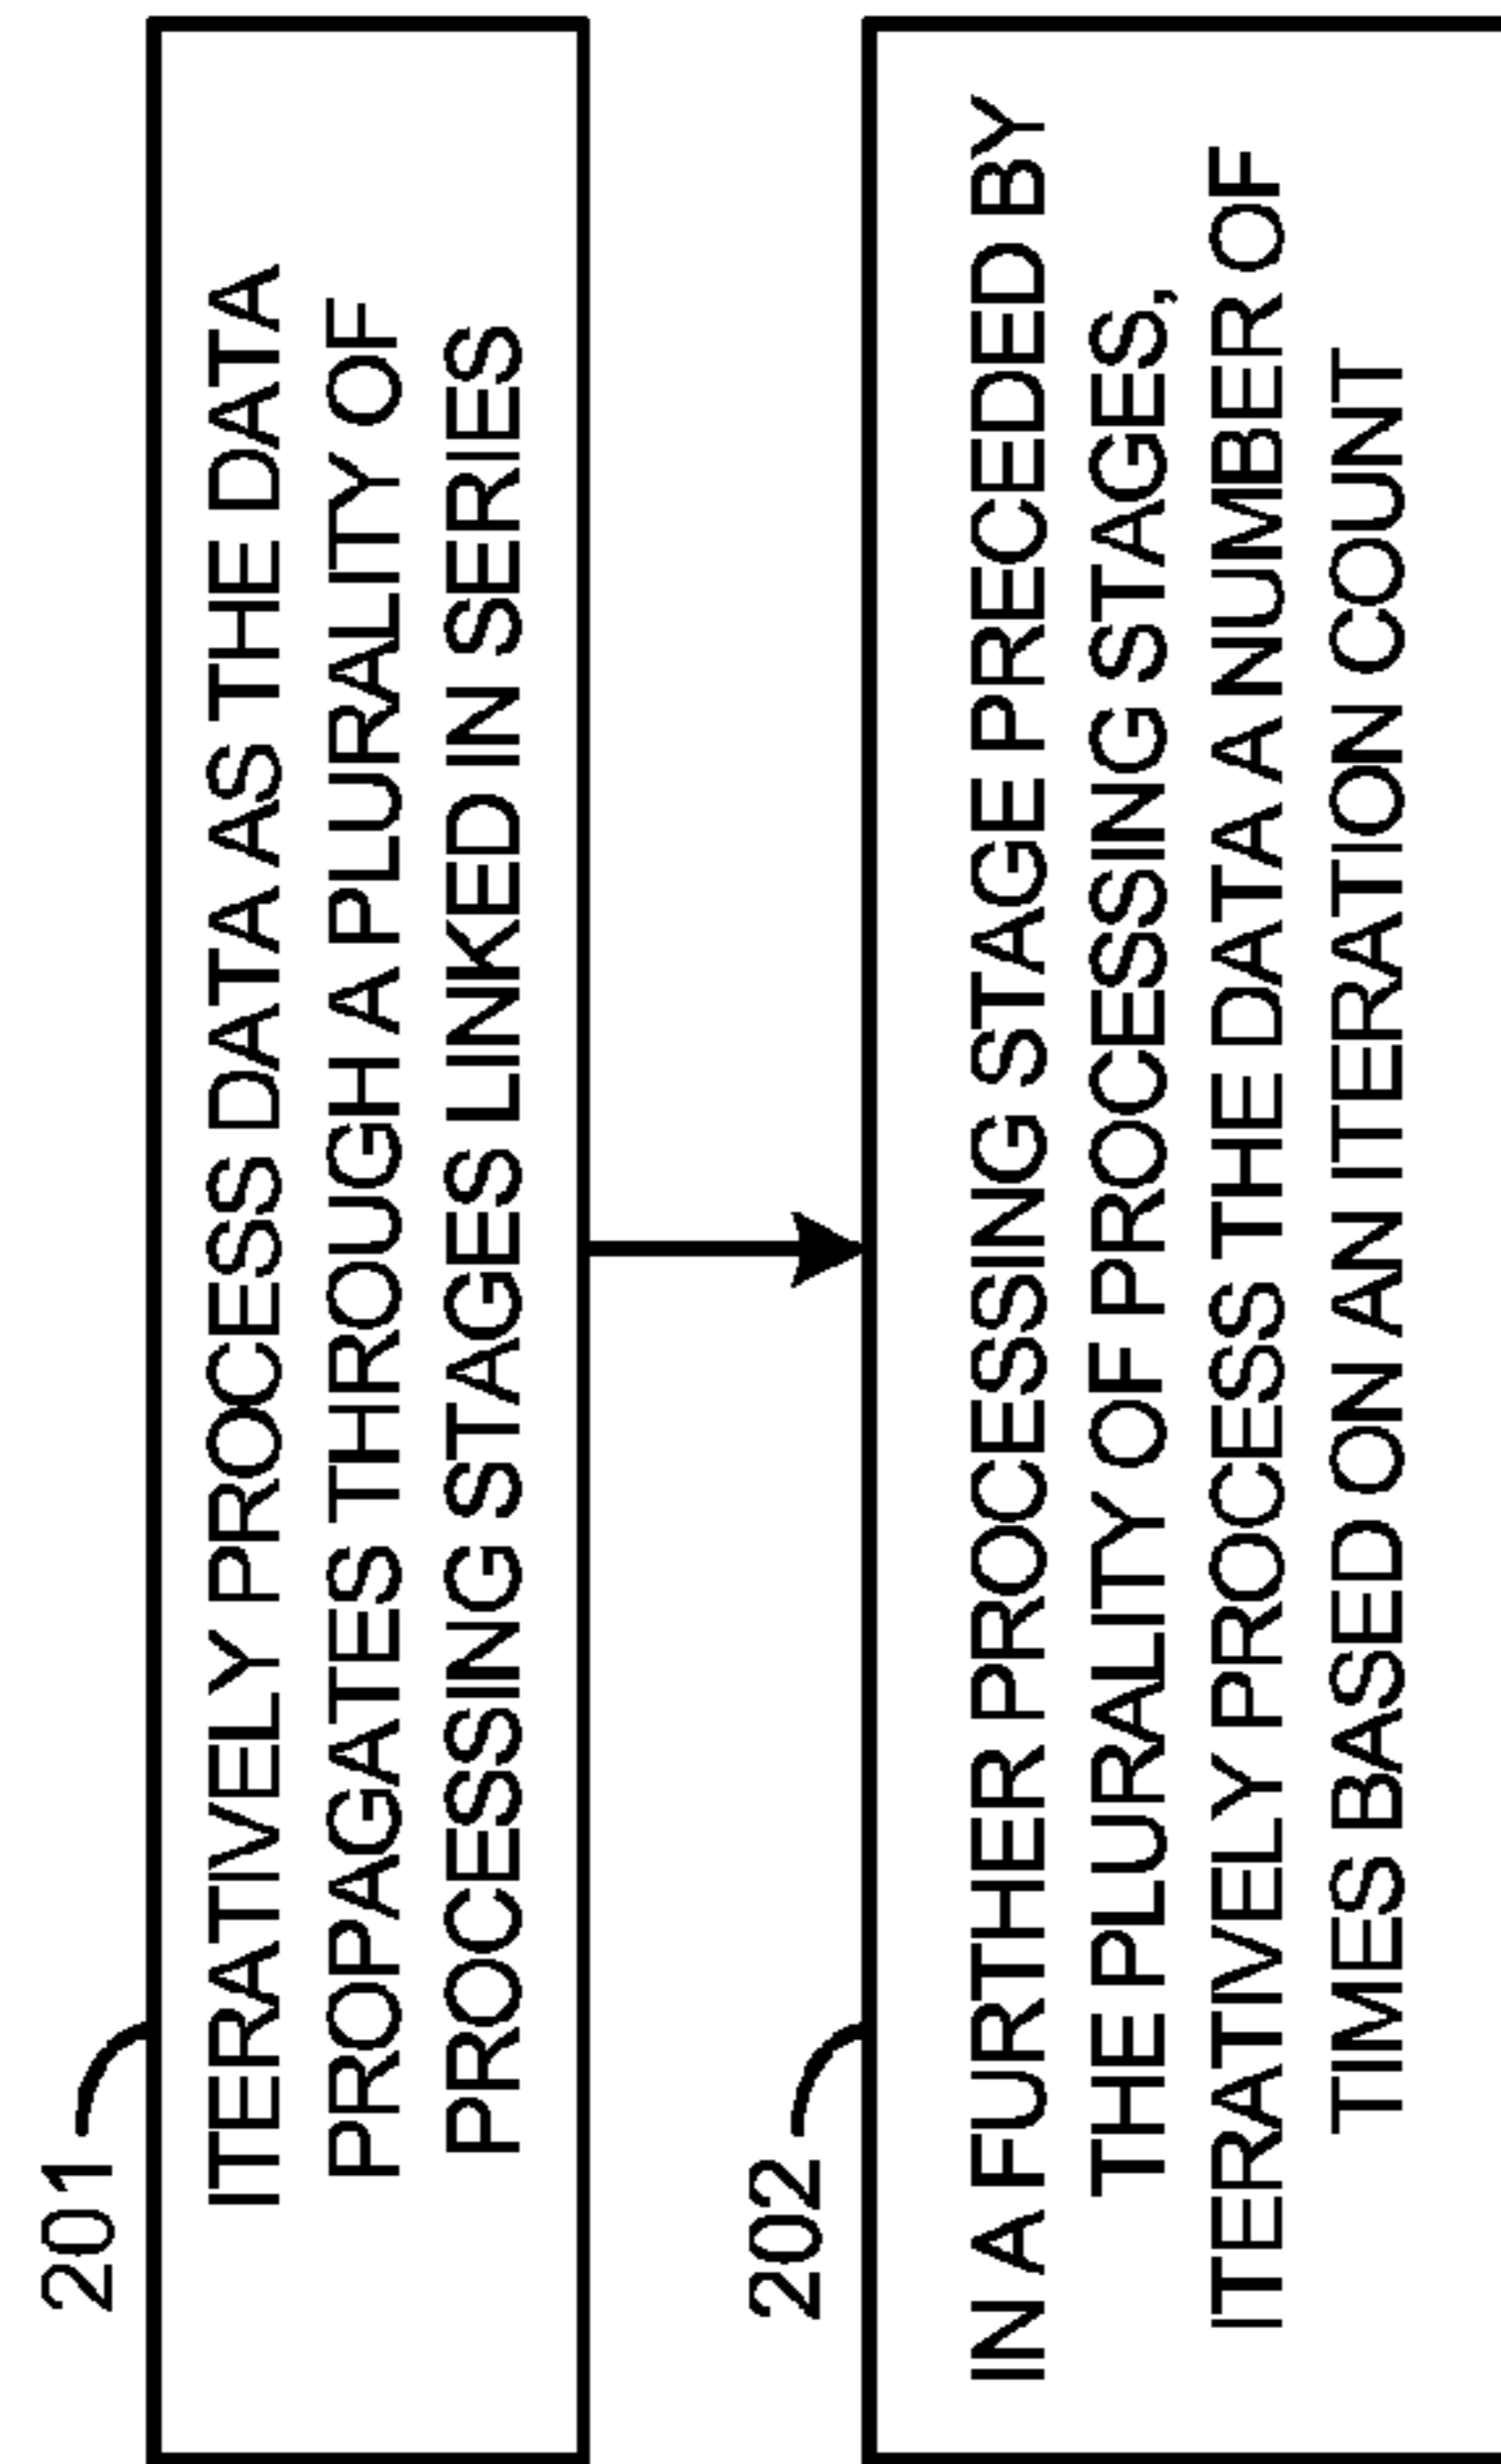 201
ITERATIVELY PROCESS DATA AS THE DATA
PROPAGATES THROUGH A PLURALITY OF
PROCESSING STAGES LINKED IN SERIES
202
IN A FURTHER PROCESSING STAGE PRECEDED BY
THE PLURALITY OF PROCESSING STAGES,
ITERATIVELY PROCESS THE DATA A NUMBER OF
TIMES BASED ON AN ITERATION COUNT